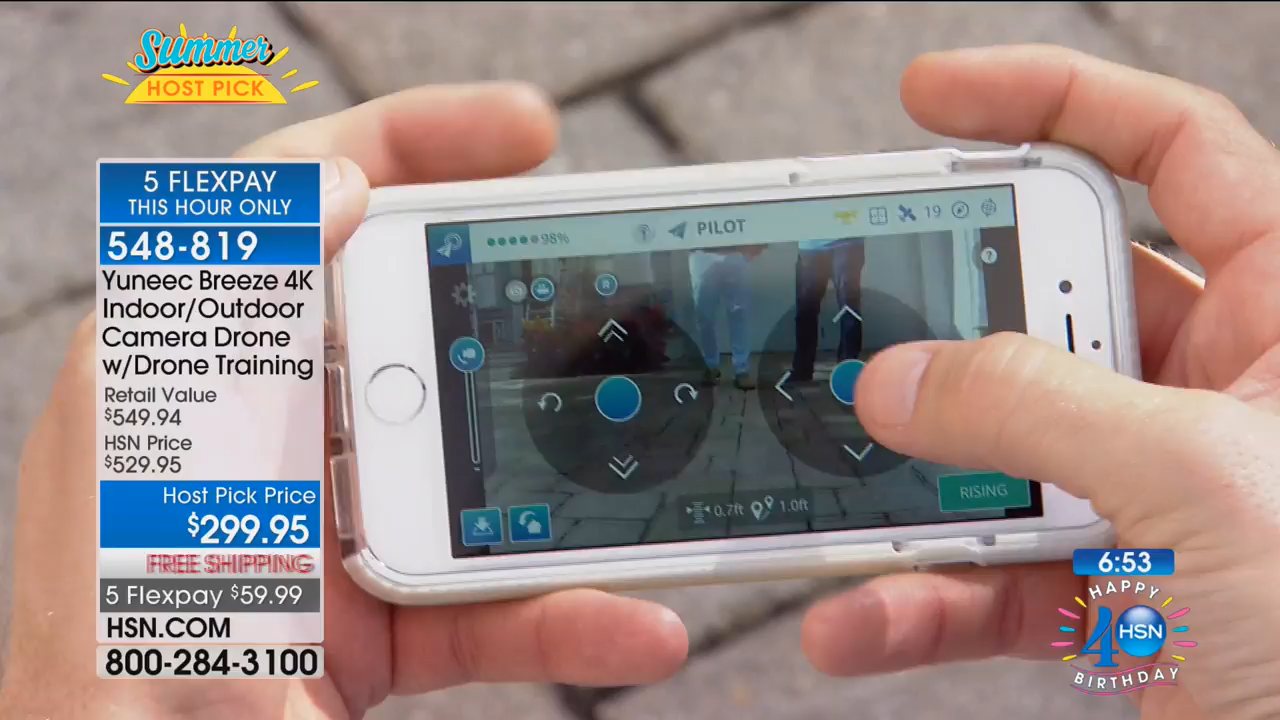 Summer
HOST PICK
5 FLEXPAY
THIS HOUR ONLY
548-819
Yuneec Breeze 4K
Indoor/Outdoor
Camera Drone
w/Drone Training
Retail Value
$549.94
HSN Price
$529.95
Host Pick Price
$299.95
FREE SHIPPING
5 Flexpay $59.99
HSN.COM
800-284-3100
98%
PILOT
19
?
R
0.7ft
1.0ft
RISING
6:53
HAPPY
40
HSN
BIRTHDAY